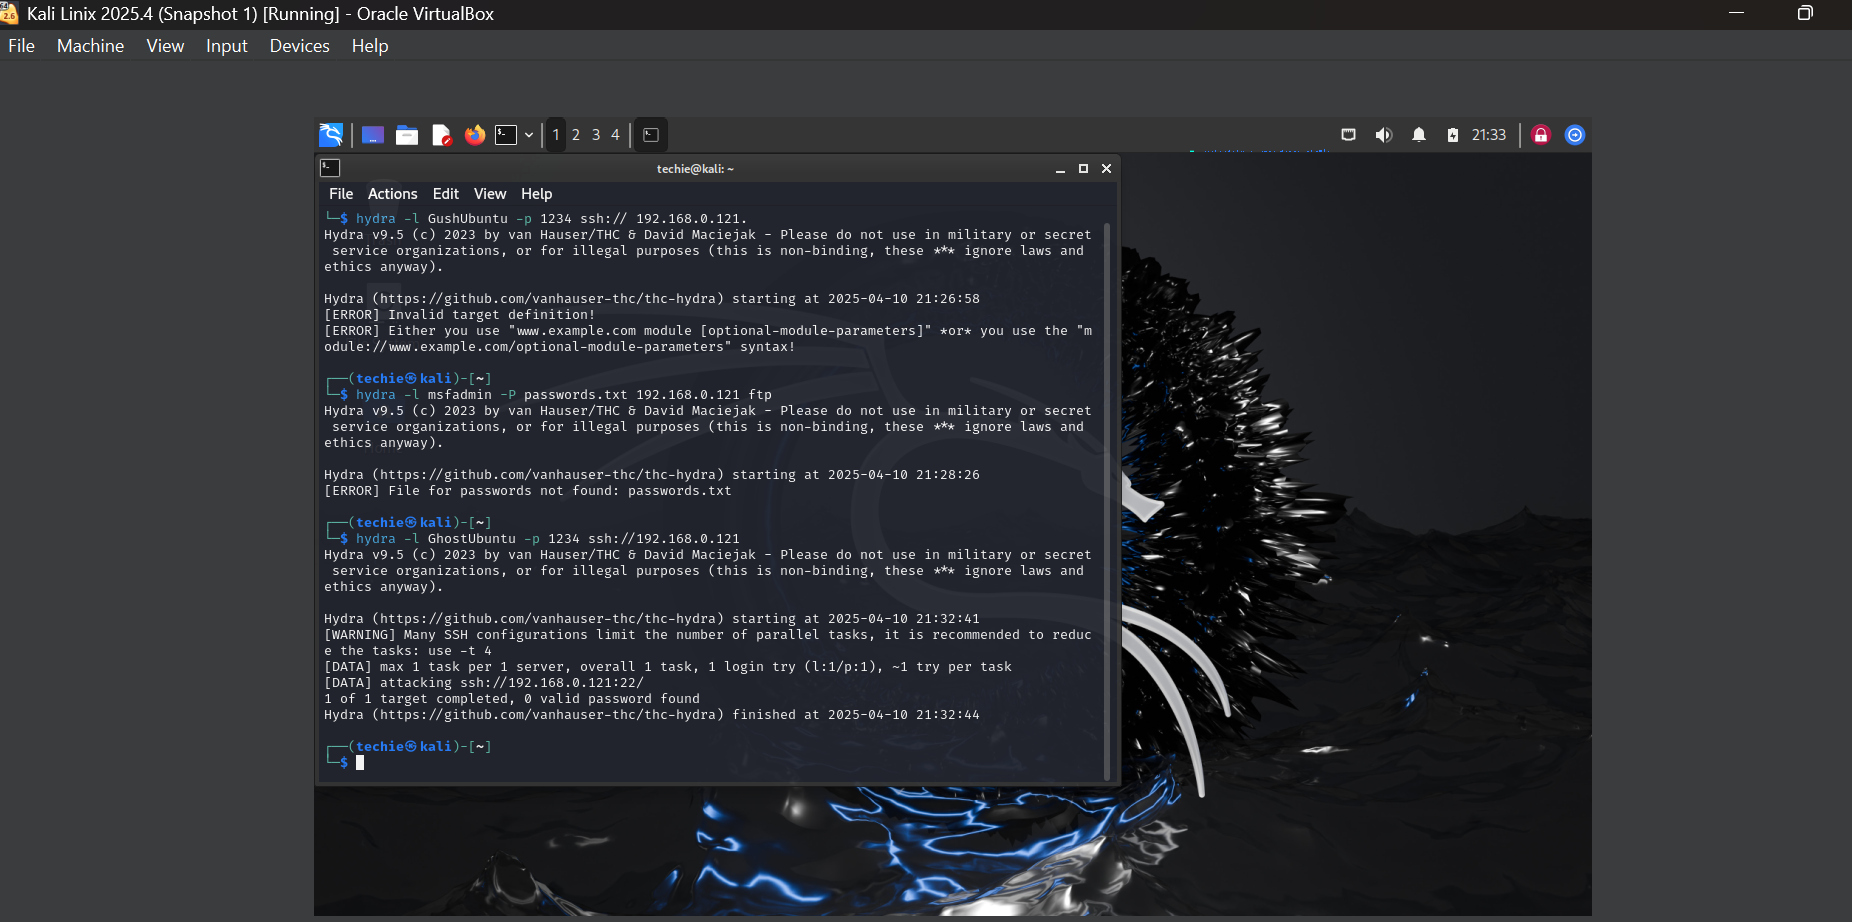 Kali Linix 2025.4 (Snapshot 1) [Running] - Oracle VirtualBox
File Machine View Input Devices Help
1 2 3 4
21:33
techie@kali: ~
File Actions Edit View Help
└─$ hydra -l GushUbuntu -p 1234 ssh:// 192.168.0.121.
Hydra v9.5 (c) 2023 by van Hauser/THC & David Maciejak - Please do not use in military or secret
service organizations, or for illegal purposes (this is non-binding, these *** ignore laws and
ethics anyway).
Hydra (https://github.com/vanhauser-thc/thc-hydra) starting at 2025-04-10 21:26:58
[ERROR] Invalid target definition!
[ERROR] Either you use "www.example.com module [optional-module-parameters]" *or* you use the "m
odule://www.example.com/optional-module-parameters" syntax!
┌──(techie㉿kali)-[~]
└─$ hydra -l msfadmin -P passwords.txt 192.168.0.121 ftp
Hydra v9.5 (c) 2023 by van Hauser/THC & David Maciejak - Please do not use in military or secret
service organizations, or for illegal purposes (this is non-binding, these *** ignore laws and
ethics anyway).
Hydra (https://github.com/vanhauser-thc/thc-hydra) starting at 2025-04-10 21:28:26
[ERROR] File for passwords not found: passwords.txt
┌──(techie㉿kali)-[~]
└─$ hydra -l GhostUbuntu -p 1234 ssh://192.168.0.121
Hydra v9.5 (c) 2023 by van Hauser/THC & David Maciejak - Please do not use in military or secret
service organizations, or for illegal purposes (this is non-binding, these *** ignore laws and
ethics anyway).
Hydra (https://github.com/vanhauser-thc/thc-hydra) starting at 2025-04-10 21:32:41
[WARNING] Many SSH configurations limit the number of parallel tasks, it is recommended to reduc
e the tasks: use -t 4
[DATA] max 1 task per 1 server, overall 1 task, 1 login try (l:1/p:1), ~1 try per task
[DATA] attacking ssh://192.168.0.121:22/
1 of 1 target completed, 0 valid password found
Hydra (https://github.com/vanhauser-thc/thc-hydra) finished at 2025-04-10 21:32:44
┌──(techie㉿kali)-[~]
└─$